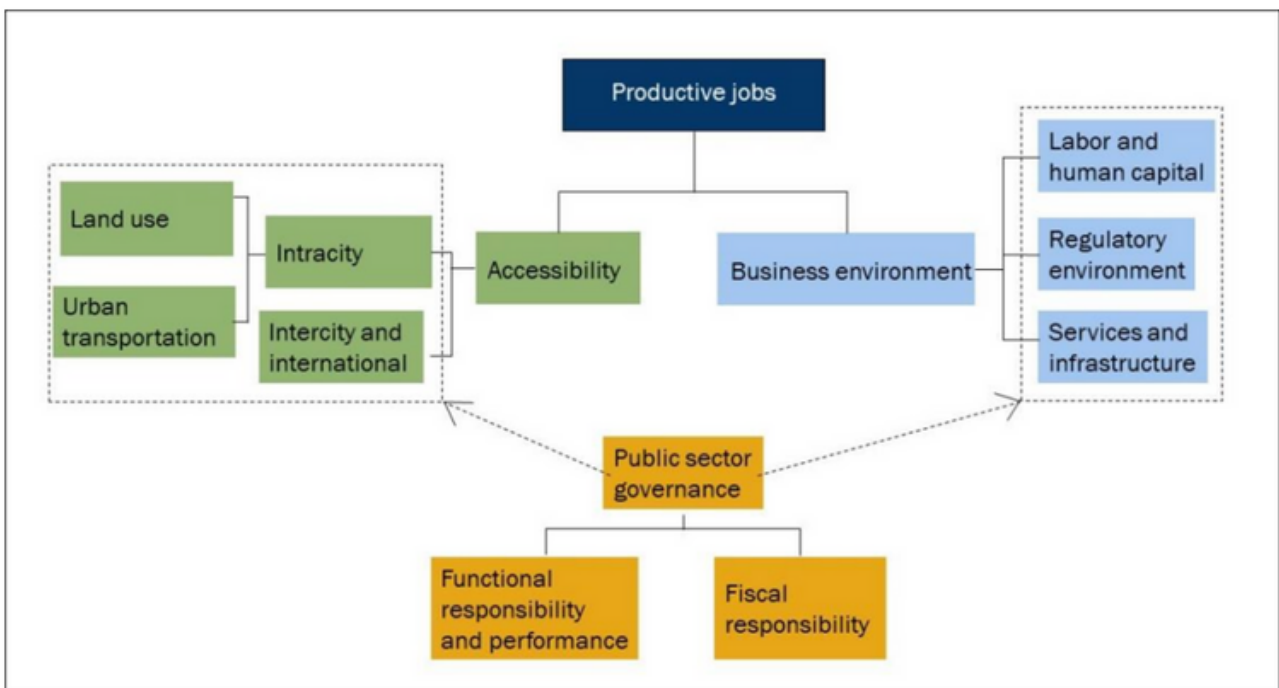 Productive jobs
Land use
Intracity
Accessibility
Urban
transportation
Intercity and
international
Business environment
Labor and
human capital
Regulatory
environment
Services and
infrastructure
Public sector
governance
Functional
responsibility
and performance
Fiscal
responsibility